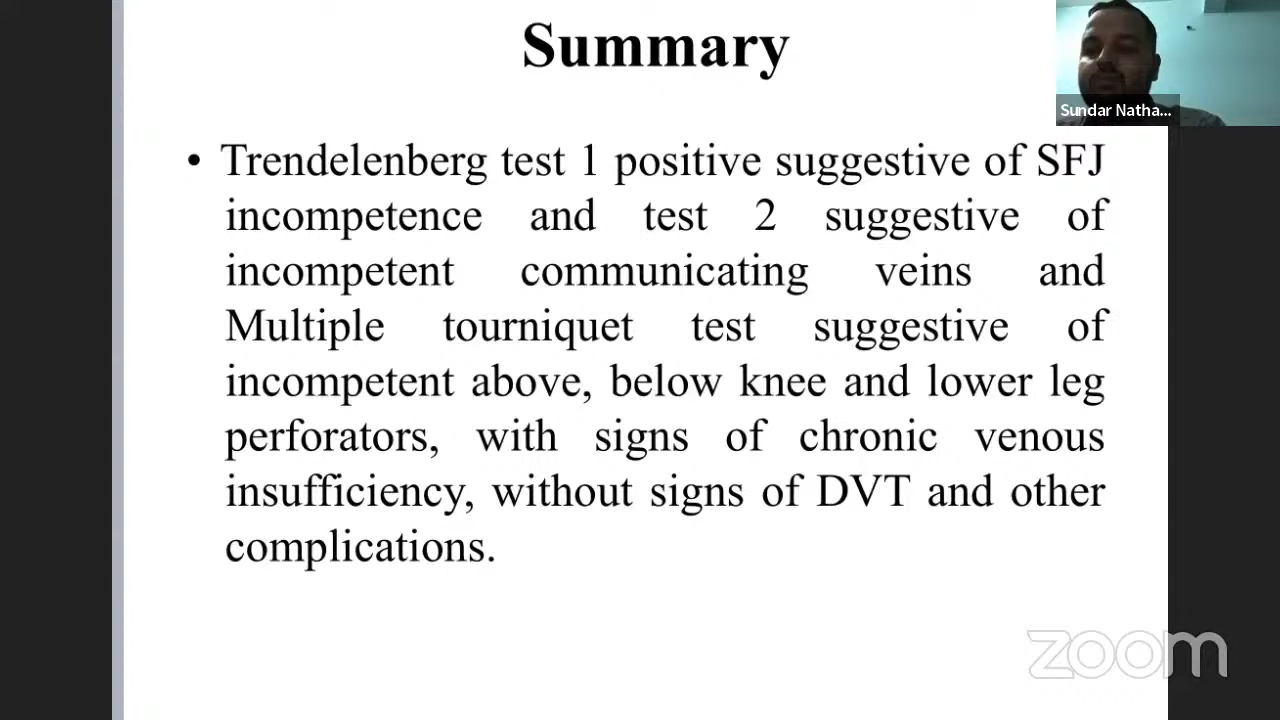 Summary
Sundar Natha...
• Trendelenberg test 1 positive suggestive of SFJ
incompetence and test 2 suggestive of
incompetent communicating veins and
Multiple tourniquet test suggestive of
incompetent above, below knee and lower leg
perforators, with signs of chronic venous
insufficiency, without signs of DVT and other
complications.
zoom